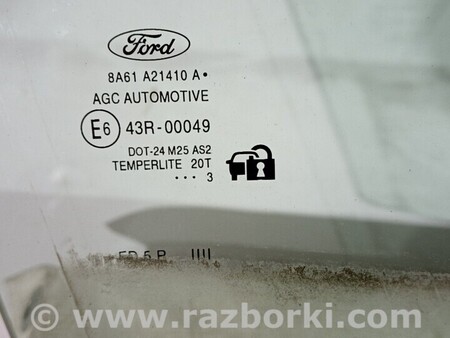 Ford
8A61 A21410 A•
AGC AUTOMOTIVE
E6 43R-00049
DOT-24 M25 AS2
TEMPERLITE 20T
... 3
www.razborki.com